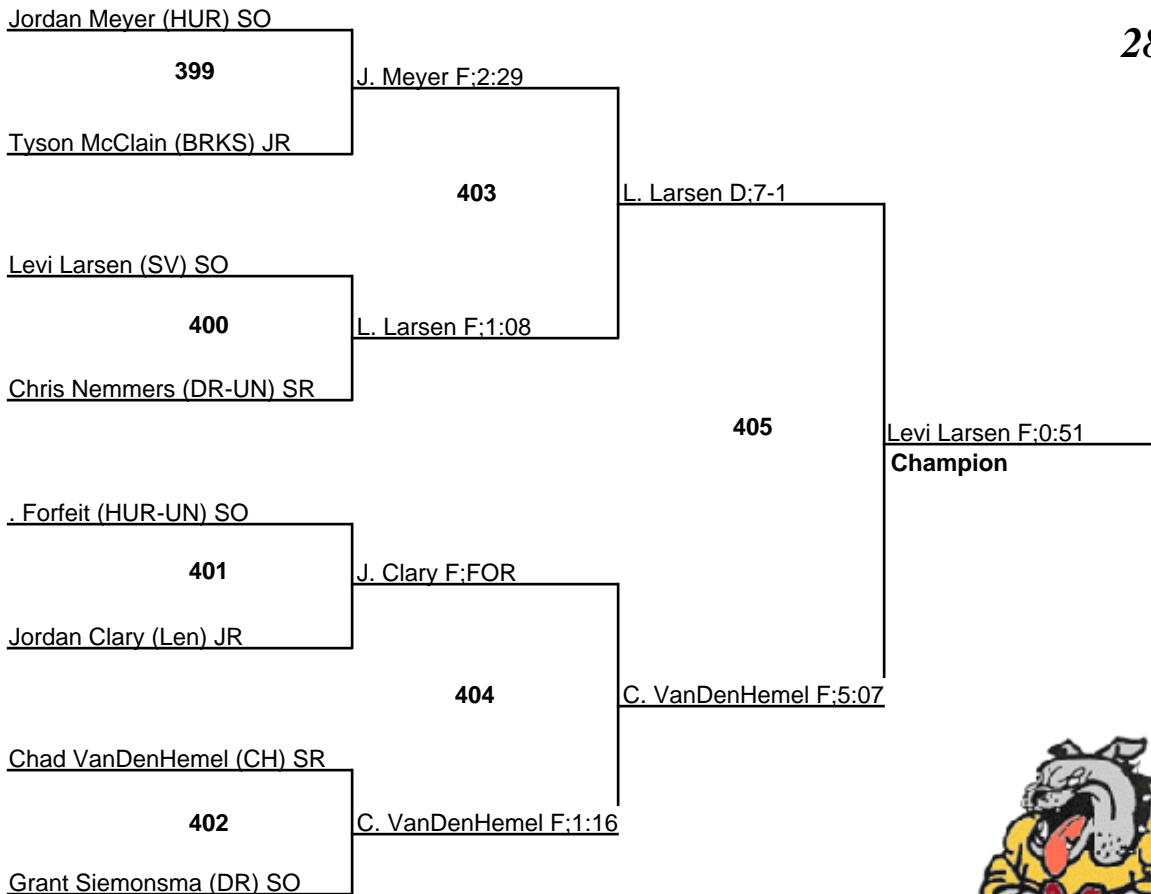 Jordan Meyer (HUR) SO
28
399
J. Meyer F;2:29
Tyson McClain (BRKS) JR
403
L. Larsen D;7-1
Levi Larsen (SV) SO
400
L. Larsen F;1:08
Chris Nemmers (DR-UN) SR
405
Levi Larsen F;0:51
Champion
. Forfeit (HUR-UN) SO
401
J. Clary F;FOR
Jordan Clary (Len) JR
404
C. VanDenHemel F;5:07
Chad VanDenHemel (CH) SR
402
C. VanDenHemel F;1:16
Grant Siemonsma (DR) SO